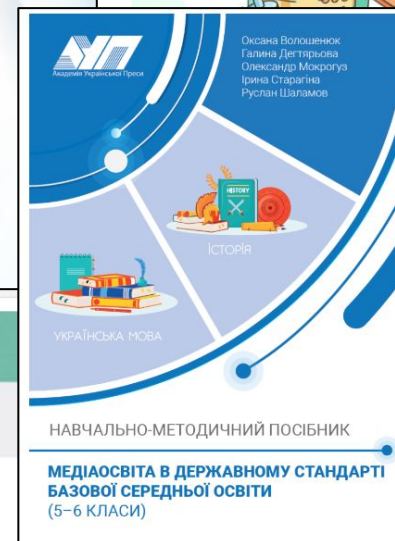 АУП
Академія Української Преси
Оксана Волошенюк
Галина Дегтярьова
Олександр Мокрогуз
Ірина Старагіна
Руслан Шаламов
HISTORY
ІСТОРІЯ
УКРАЇНСЬКА МОВА
НАВЧАЛЬНО-МЕТОДИЧНИЙ ПОСІБНИК
МЕДІАОСВІТА В ДЕРЖАВНОМУ СТАНДАРТІ
БАЗОВОЇ СЕРЕДНЬОЇ ОСВІТИ
(5–6 КЛАСИ)